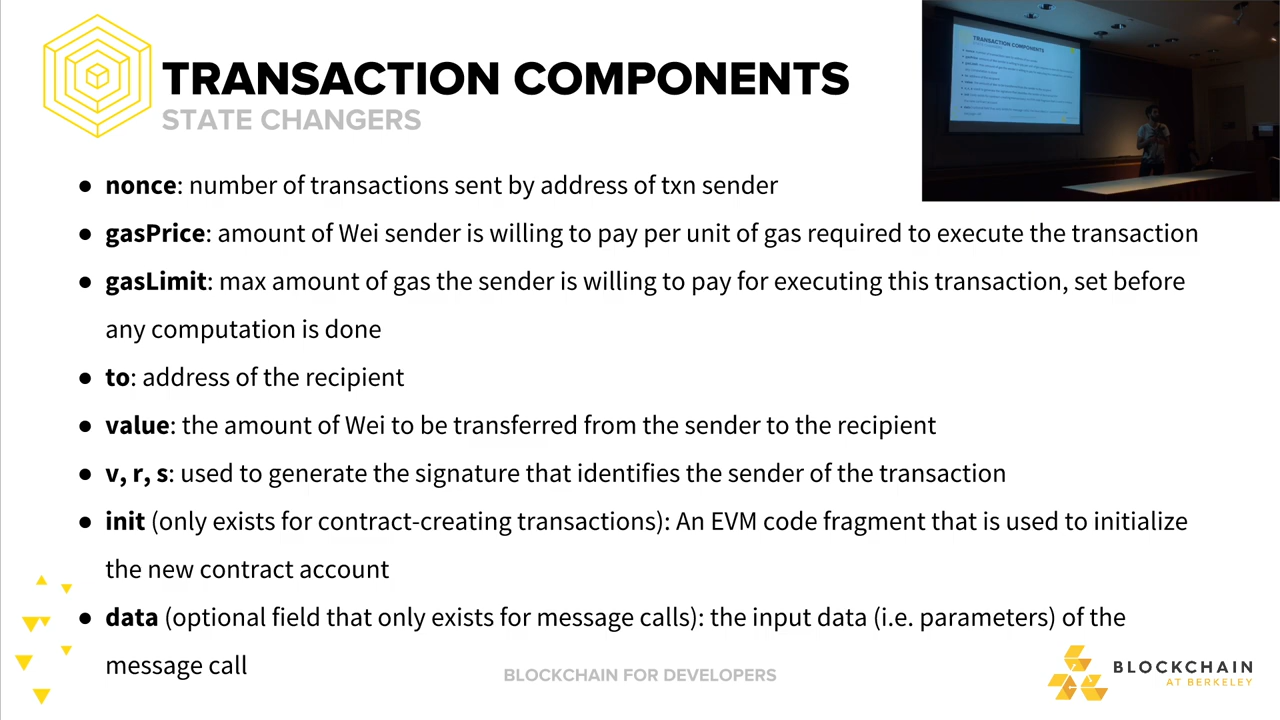 TRANSACTION COMPONENTS
STATE CHANGERS
TRANSACTION COMPONENTS
● nonce: number of transactions sent by address of txn sender
● gasPrice: amount of Wei sender is willing to pay per unit of gas required to execute the transaction
● gasLimit: max amount of gas the sender is willing to pay for executing this transaction, set before
any computation is done
● to: address of the recipient
● value: the amount of Wei to be transferred from the sender to the recipient
● v, r, s: used to generate the signature that identifies the sender of the transaction
● init (only exists for contract-creating transactions): An EVM code fragment that is used to initialize
the new contract account
● data (optional field that only exists for message calls): the input data (i.e. parameters) of the
message call
BLOCKCHAIN FOR DEVELOPERS
BLOCKCHAIN
AT BERKELEY